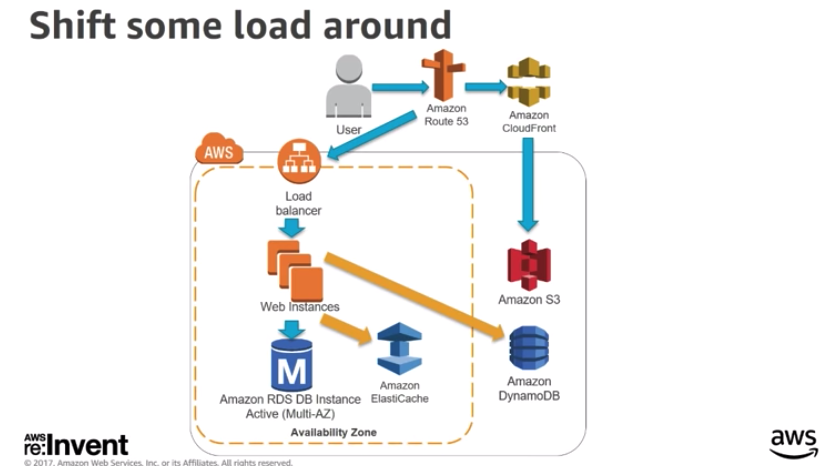 Shift some load around
User
Amazon
Route 53
Amazon
CloudFront
AWS
Load
balancer
Web Instances
Amazon S3
M
Amazon RDS DB Instance
Active (Multi-AZ)
Amazon
ElastiCache
Amazon
DynamoDB
Availability Zone
AWS
re:Invent
© 2017, Amazon Web Services, Inc. or its Affiliates. All rights reserved.
aws